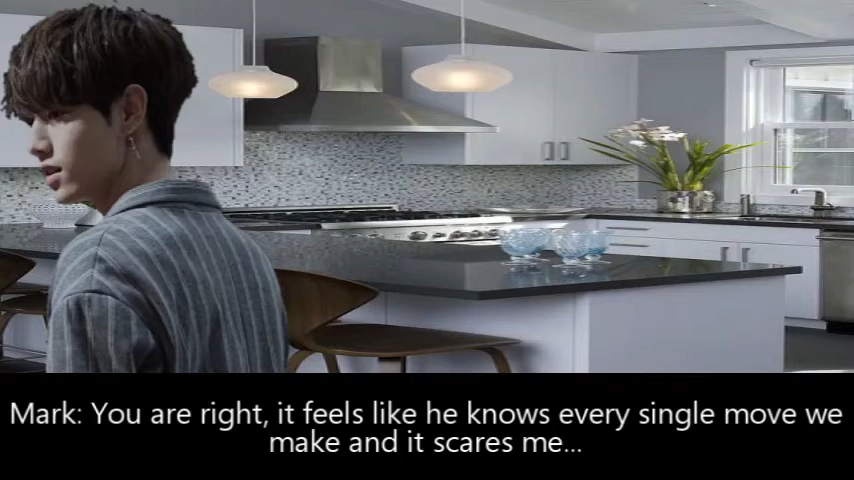 Mark: You are right, it feels like he knows every single move we
make and it scares me...